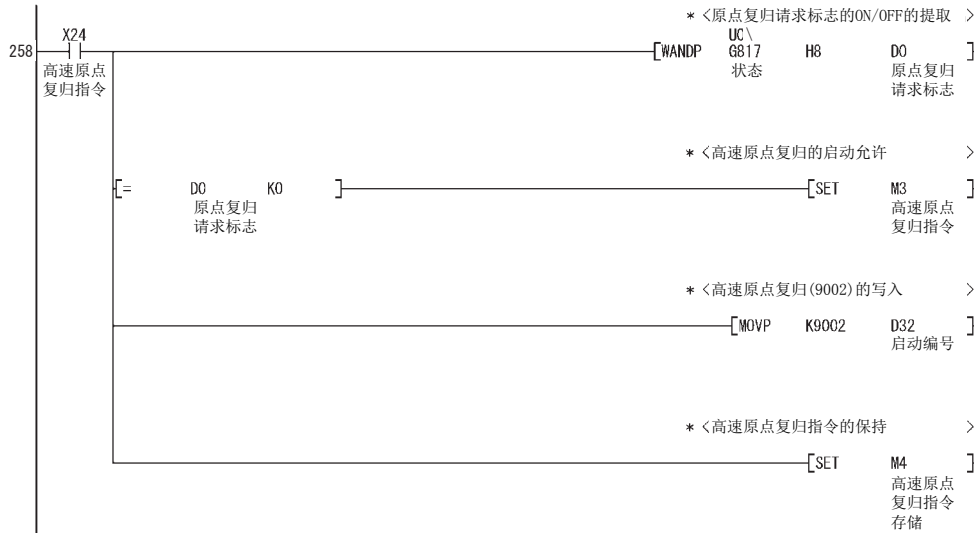 * <原点复归请求标志的ON/OFF的提取 >
258 X24 [WANDP U0\G817 H8 D0 ]
高速原点
复归指令
状态
原点复归
请求标志
* <高速原点复归的启动允许 >
[= D0 K0 ] [SET M3 ]
原点复归
请求标志
高速原点
复归指令
* <高速原点复归(9002)的写入 >
[MOVP K9002 D32 ]
启动编号
* <高速原点复归指令的保持 >
[SET M4 ]
高速原点
复归指令
存储